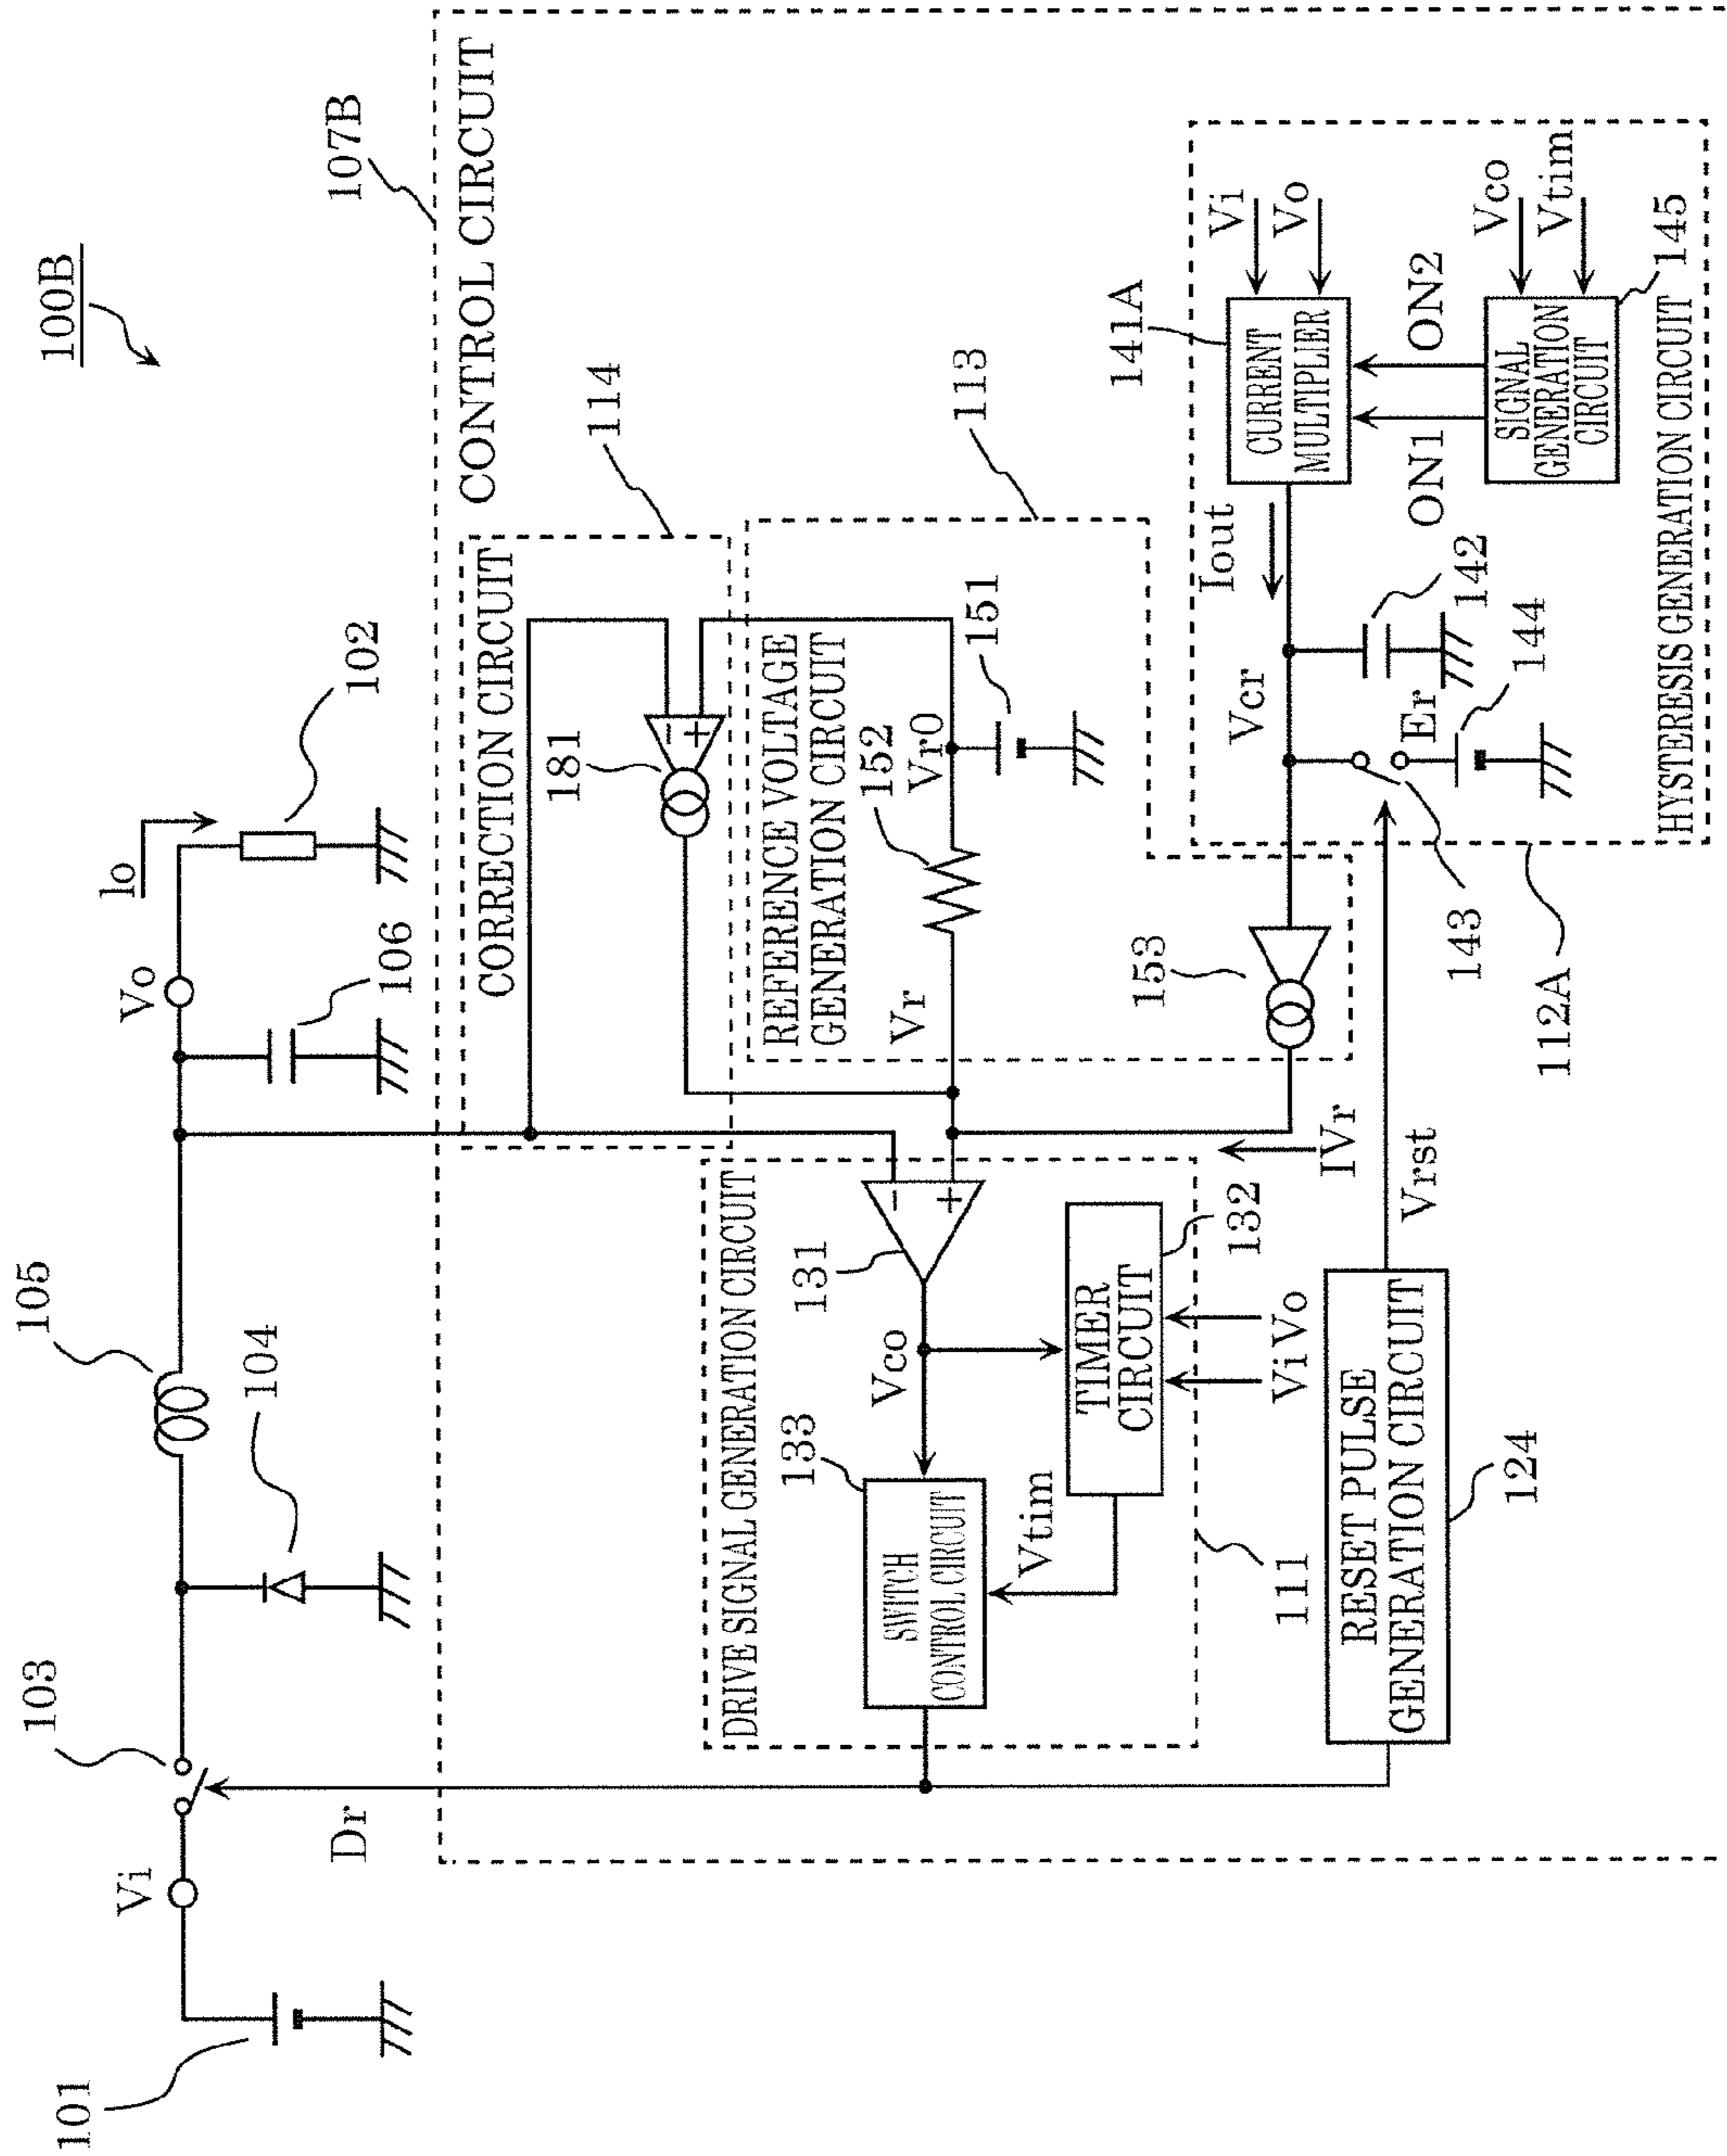 100B
101
Vi
103
104
105
Vo
106
Io
102
Dr
107B
CONTROL CIRCUIT
CORRECTION CIRCUIT
114
181
REFERENCE VOLTAGE
GENERATION CIRCUIT
113
Vr
152
Vr0
151
153
DRIVE SIGNAL GENERATION CIRCUIT
133
SWITCH
CONTROL CIRCUIT
Vco
131
−
+
−
+
Vtim
TIMER
CIRCUIT
132
Vi
Vo
111
IVr
RESET PULSE
GENERATION CIRCUIT
124
Vrst
143
112A
Vcr
Er
144
142
Iout
141A
CURRENT
MULTIPLIER
Vi
Vo
ON1
ON2
SIGNAL
GENERATION
CIRCUIT
Vco
Vtim
145
HYSTERESIS GENERATION CIRCUIT